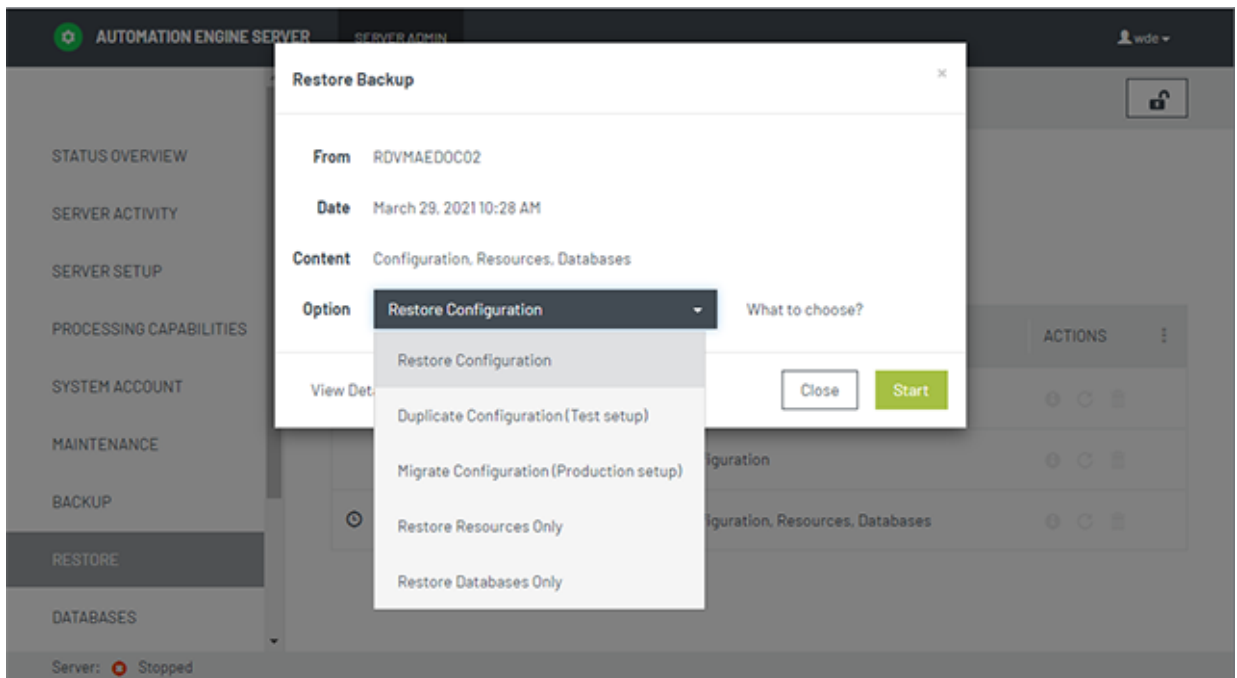 AUTOMATION ENGINE SERVER
SERVER ADMIN
wde
Restore Backup
×
STATUS OVERVIEW
SERVER ACTIVITY
SERVER SETUP
PROCESSING CAPABILITIES
SYSTEM ACCOUNT
MAINTENANCE
BACKUP
RESTORE
DATABASES
From RDVMAEDOC02
Date March 29, 2021 10:28 AM
Content Configuration, Resources, Databases
Option Restore Configuration What to choose?
Restore Configuration
Duplicate Configuration (Test setup)
Migrate Configuration (Production setup)
Restore Resources Only
Restore Databases Only
View Det
Close
Start
ACTIONS
iguration
iguration, Resources, Databases
Server: Stopped